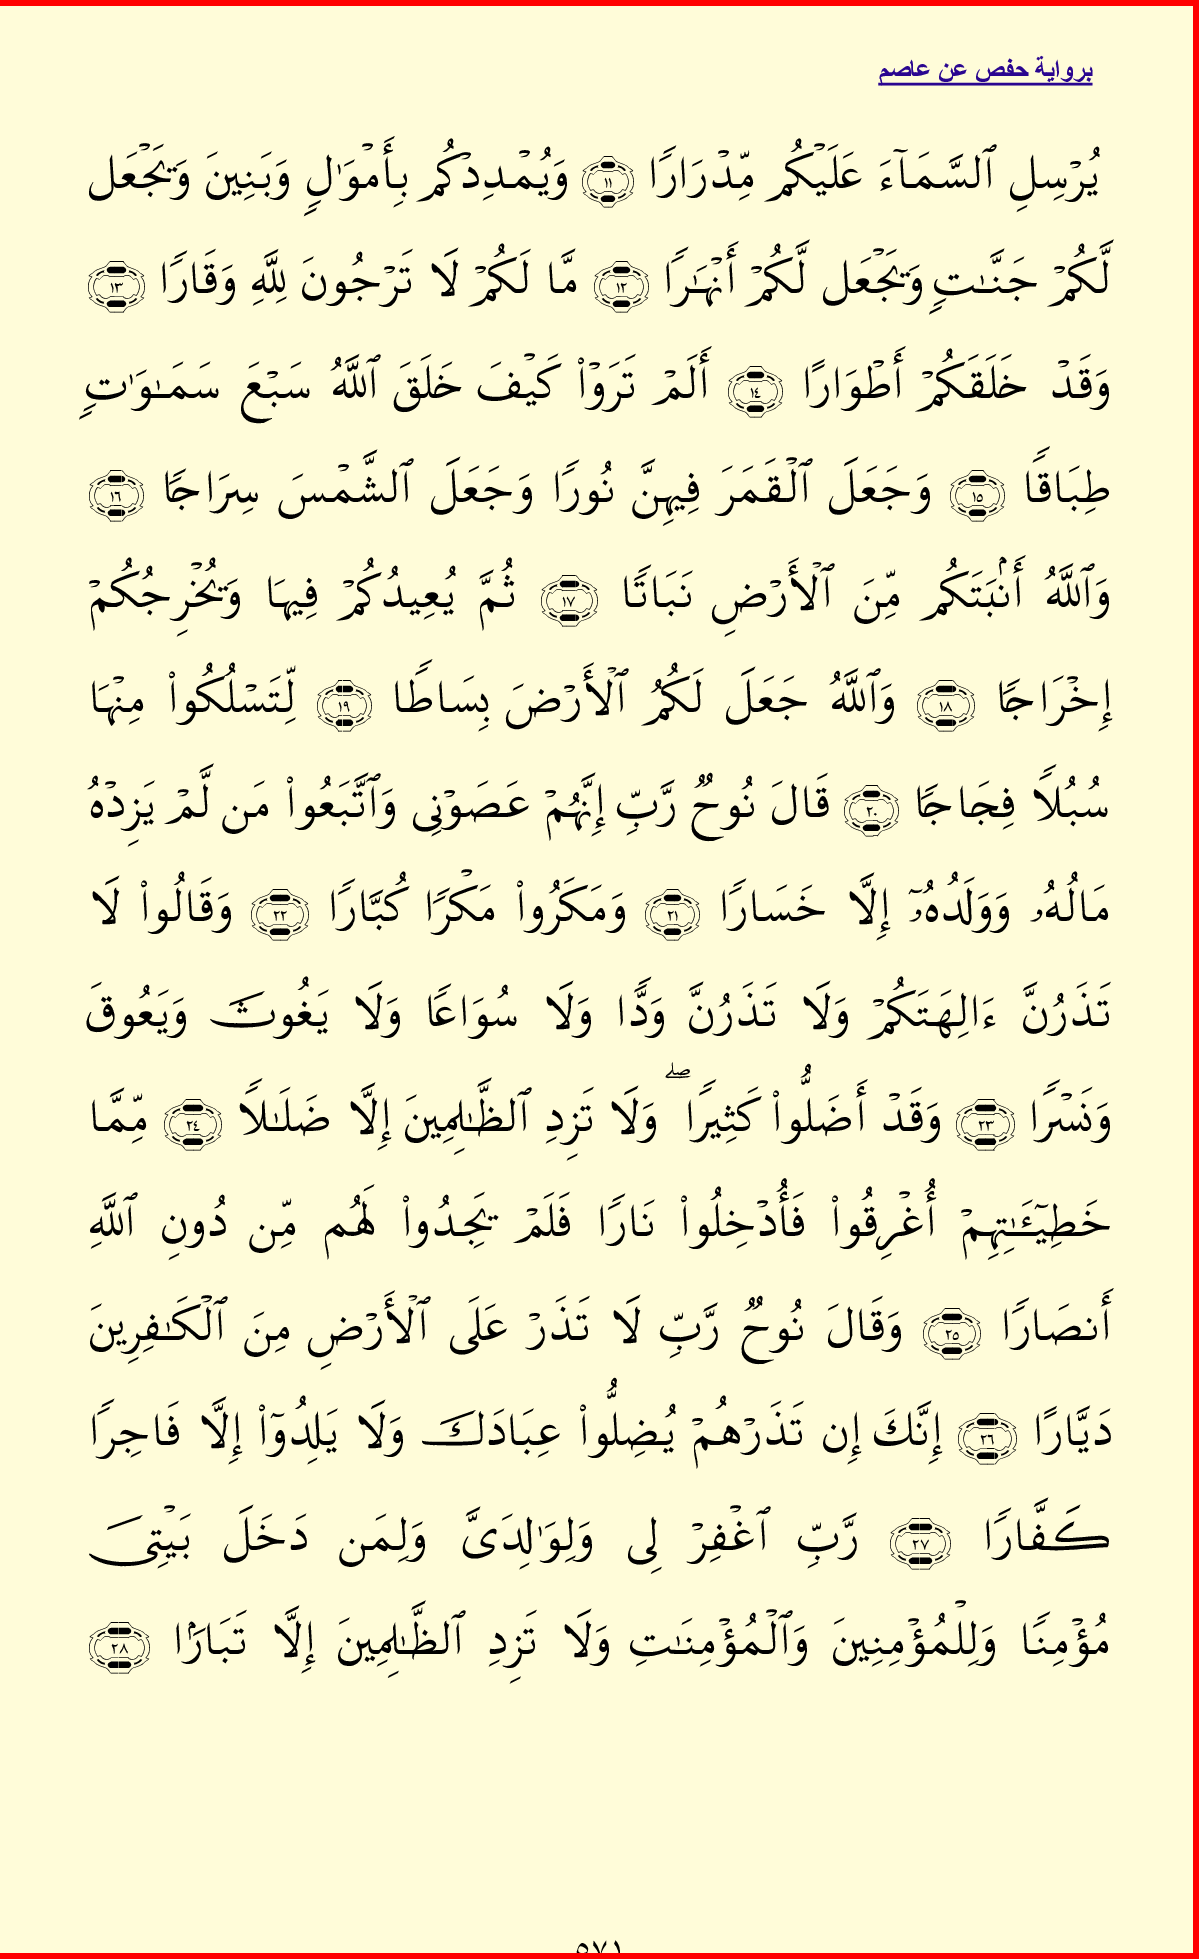 برواية حفص عن عاصم
يُرْسِلِ ٱلسَّمَآءَ عَلَيْكُم مِّدْرَارًا ١١ وَيُمْدِدْكُم بِأَمْوَٰلٍ وَبَنِينَ وَيَجْعَل
لَّكُمْ جَنَّٰتٍ وَيَجْعَل لَّكُمْ أَنْهَٰرًا ١٢ مَّا لَكُمْ لَا تَرْجُونَ لِلَّهِ وَقَارًا ١٣
وَقَدْ خَلَقَكُمْ أَطْوَارًا ١٤ أَلَمْ تَرَوْا۟ كَيْفَ خَلَقَ ٱللَّهُ سَبْعَ سَمَٰوَٰتٍ
طِبَاقًا ١٥ وَجَعَلَ ٱلْقَمَرَ فِيهِنَّ نُورًا وَجَعَلَ ٱلشَّمْسَ سِرَاجًا ١٦
وَٱللَّهُ أَنۢبَتَكُم مِّنَ ٱلْأَرْضِ نَبَاتًا ١٧ ثُمَّ يُعِيدُكُمْ فِيهَا وَيُخْرِجُكُمْ
إِخْرَاجًا ١٨ وَٱللَّهُ جَعَلَ لَكُمُ ٱلْأَرْضَ بِسَاطًا ١٩ لِّتَسْلُكُوا۟ مِنْهَا
سُبُلًا فِجَاجًا ٢٠ قَالَ نُوحٌ رَّبِّ إِنَّهُمْ عَصَوْنِى وَٱتَّبَعُوا۟ مَن لَّمْ يَزِدْهُ
مَالُهُۥ وَوَلَدُهُۥٓ إِلَّا خَسَارًا ٢١ وَمَكَرُوا۟ مَكْرًا كُبَّارًا ٢٢ وَقَالُوا۟ لَا
تَذَرُنَّ ءَالِهَتَكُمْ وَلَا تَذَرُنَّ وَدًّا وَلَا سُوَاعًا وَلَا يَغُوثَ وَيَعُوقَ
وَنَسْرًا ٢٣ وَقَدْ أَضَلُّوا۟ كَثِيرًا ۖ وَلَا تَزِدِ ٱلظَّٰلِمِينَ إِلَّا ضَلَٰلًا ٢٤ مِّمَّا
خَطِيٓـَٰٔتِهِمْ أُغْرِقُوا۟ فَأُدْخِلُوا۟ نَارًا فَلَمْ يَجِدُوا۟ لَهُم مِّن دُونِ ٱللَّهِ
أَنصَارًا ٢٥ وَقَالَ نُوحٌ رَّبِّ لَا تَذَرْ عَلَى ٱلْأَرْضِ مِنَ ٱلْكَٰفِرِينَ
دَيَّارًا ٢٦ إِنَّكَ إِن تَذَرْهُمْ يُضِلُّوا۟ عِبَادَكَ وَلَا يَلِدُوٓا۟ إِلَّا فَاجِرًا
كَفَّارًا ٢٧ رَّبِّ ٱغْفِرْ لِى وَلِوَٰلِدَىَّ وَلِمَن دَخَلَ بَيْتِىَ
مُؤْمِنًا وَلِلْمُؤْمِنِينَ وَٱلْمُؤْمِنَٰتِ وَلَا تَزِدِ ٱلظَّٰلِمِينَ إِلَّا تَبَارًۢا ٢٨
٥٧١